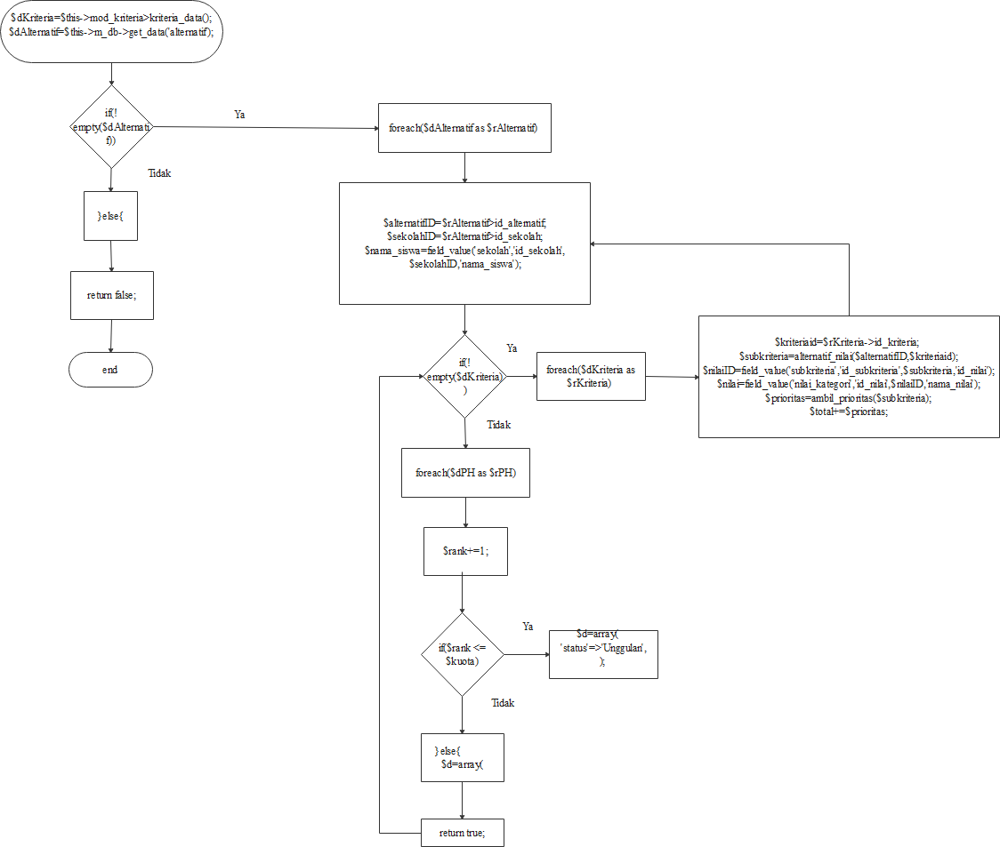 $dKriteria=$this->mod_kriteria>kriteria_data();
$dAlternatif=$this->m_db->get_data('alternatif');
if(!
empty($dAlternati
f))
Ya
foreach($dAlternatif as $rAlternatif)
Tidak
}else{
return false;
end
$alternatifID=$rAlternatif>id_alternatif;
$sekolahID=$rAlternatif>id_sekolah;
$nama_siswa=field_value('sekolah','id_sekolah',
$sekolahID,'nama_siswa');
if(!
empty($dKriteria)
)
Ya
foreach($dKriteria as
$rKriteria)
$kriteriaid=$rKriteria->id_kriteria;
$subkriteria=alternatif_nilai($alternatifID,$kriteriaid);
$nilaiID=field_value('subkriteria','id_subkriteria',$subkriteria,'id_nilai');
$nilai=field_value('nilai_kategori','id_nilai',$nilaiID,'nama_nilai');
$prioritas=ambil_prioritas($subkriteria);
$total+=$prioritas;
Tidak
foreach($dPH as $rPH)
$rank+=1;
if($rank <=
$kuota)
Ya
$d=array(
'status'=>'Unggulan',
);
Tidak
}else{
$d=array(
return true;